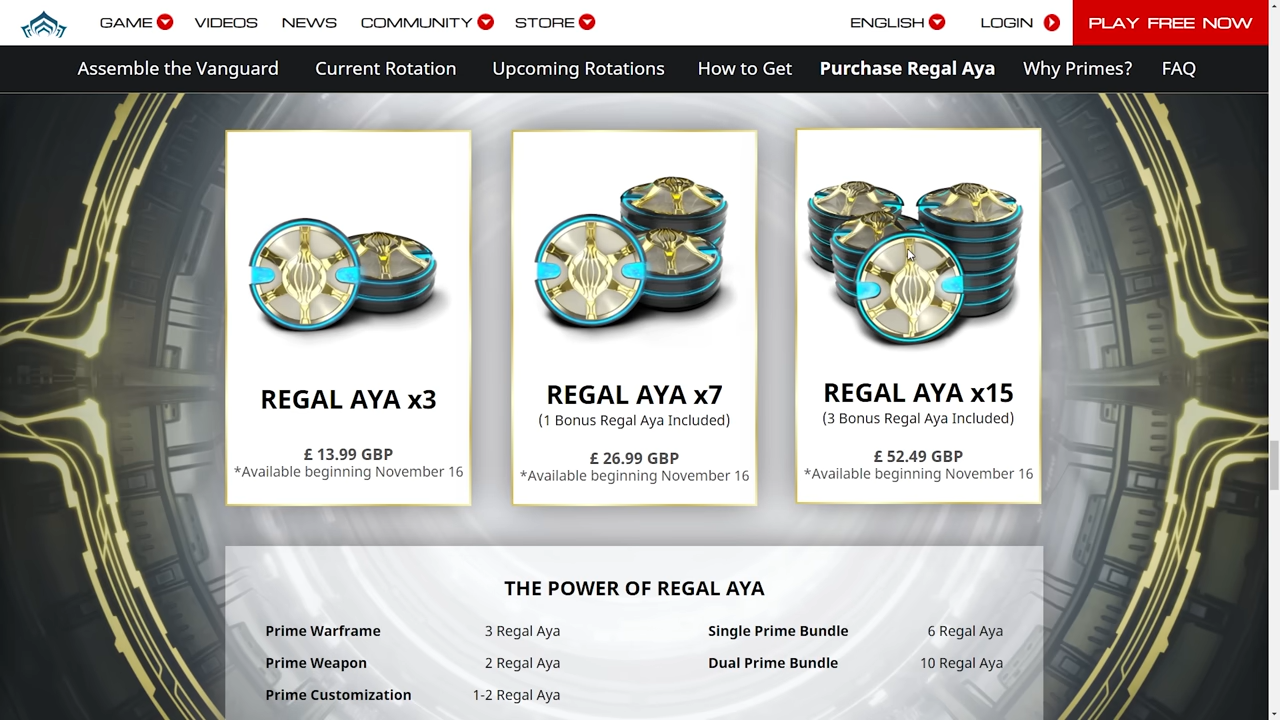 GAME VIDEOS NEWS COMMUNITY STORE ENGLISH LOGIN PLAY FREE NOW
Assemble the Vanguard Current Rotation Upcoming Rotations How to Get Purchase Regal Aya Why Primes? FAQ
REGAL AYA x3
£ 13.99 GBP
*Available beginning November 16
REGAL AYA x7
(1 Bonus Regal Aya Included)
£ 26.99 GBP
*Available beginning November 16
REGAL AYA x15
(3 Bonus Regal Aya Included)
£ 52.49 GBP
*Available beginning November 16
THE POWER OF REGAL AYA
Prime Warframe 3 Regal Aya
Prime Weapon 2 Regal Aya
Prime Customization 1-2 Regal Aya
Single Prime Bundle 6 Regal Aya
Dual Prime Bundle 10 Regal Aya